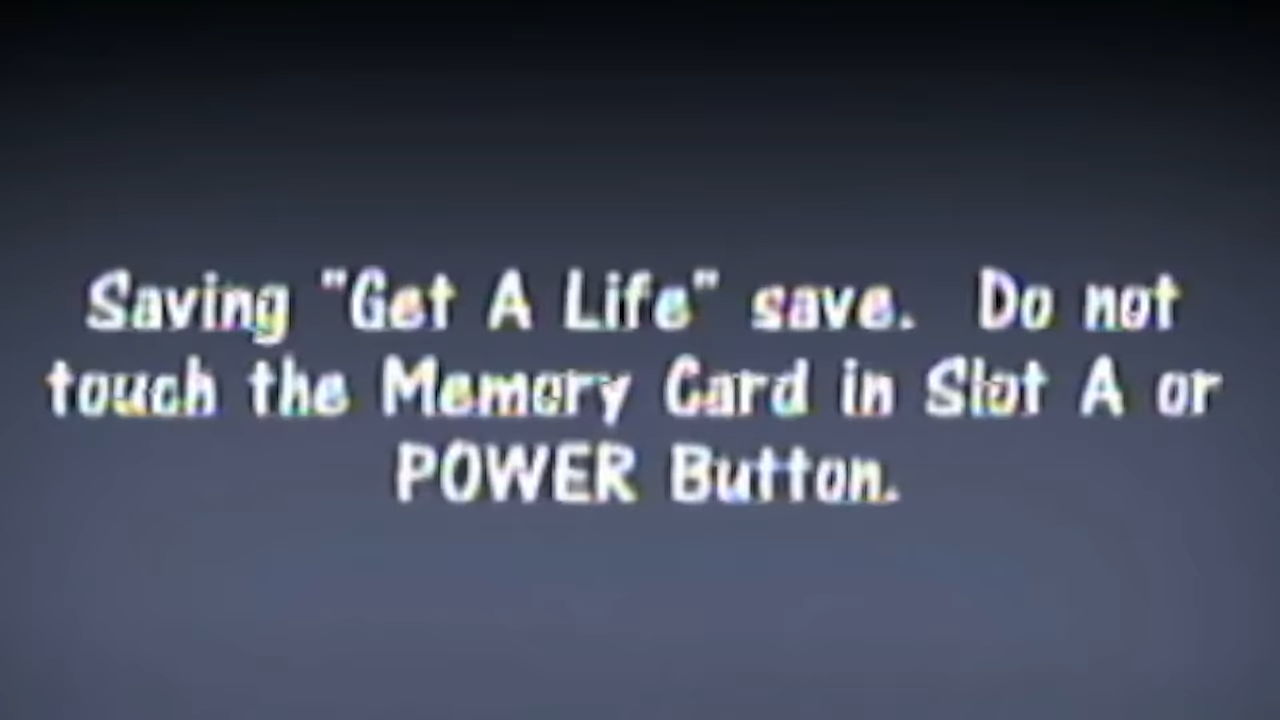 Saving "Get A Life" save.  Do not
touch the Memory Card in Slot A or
POWER Button.